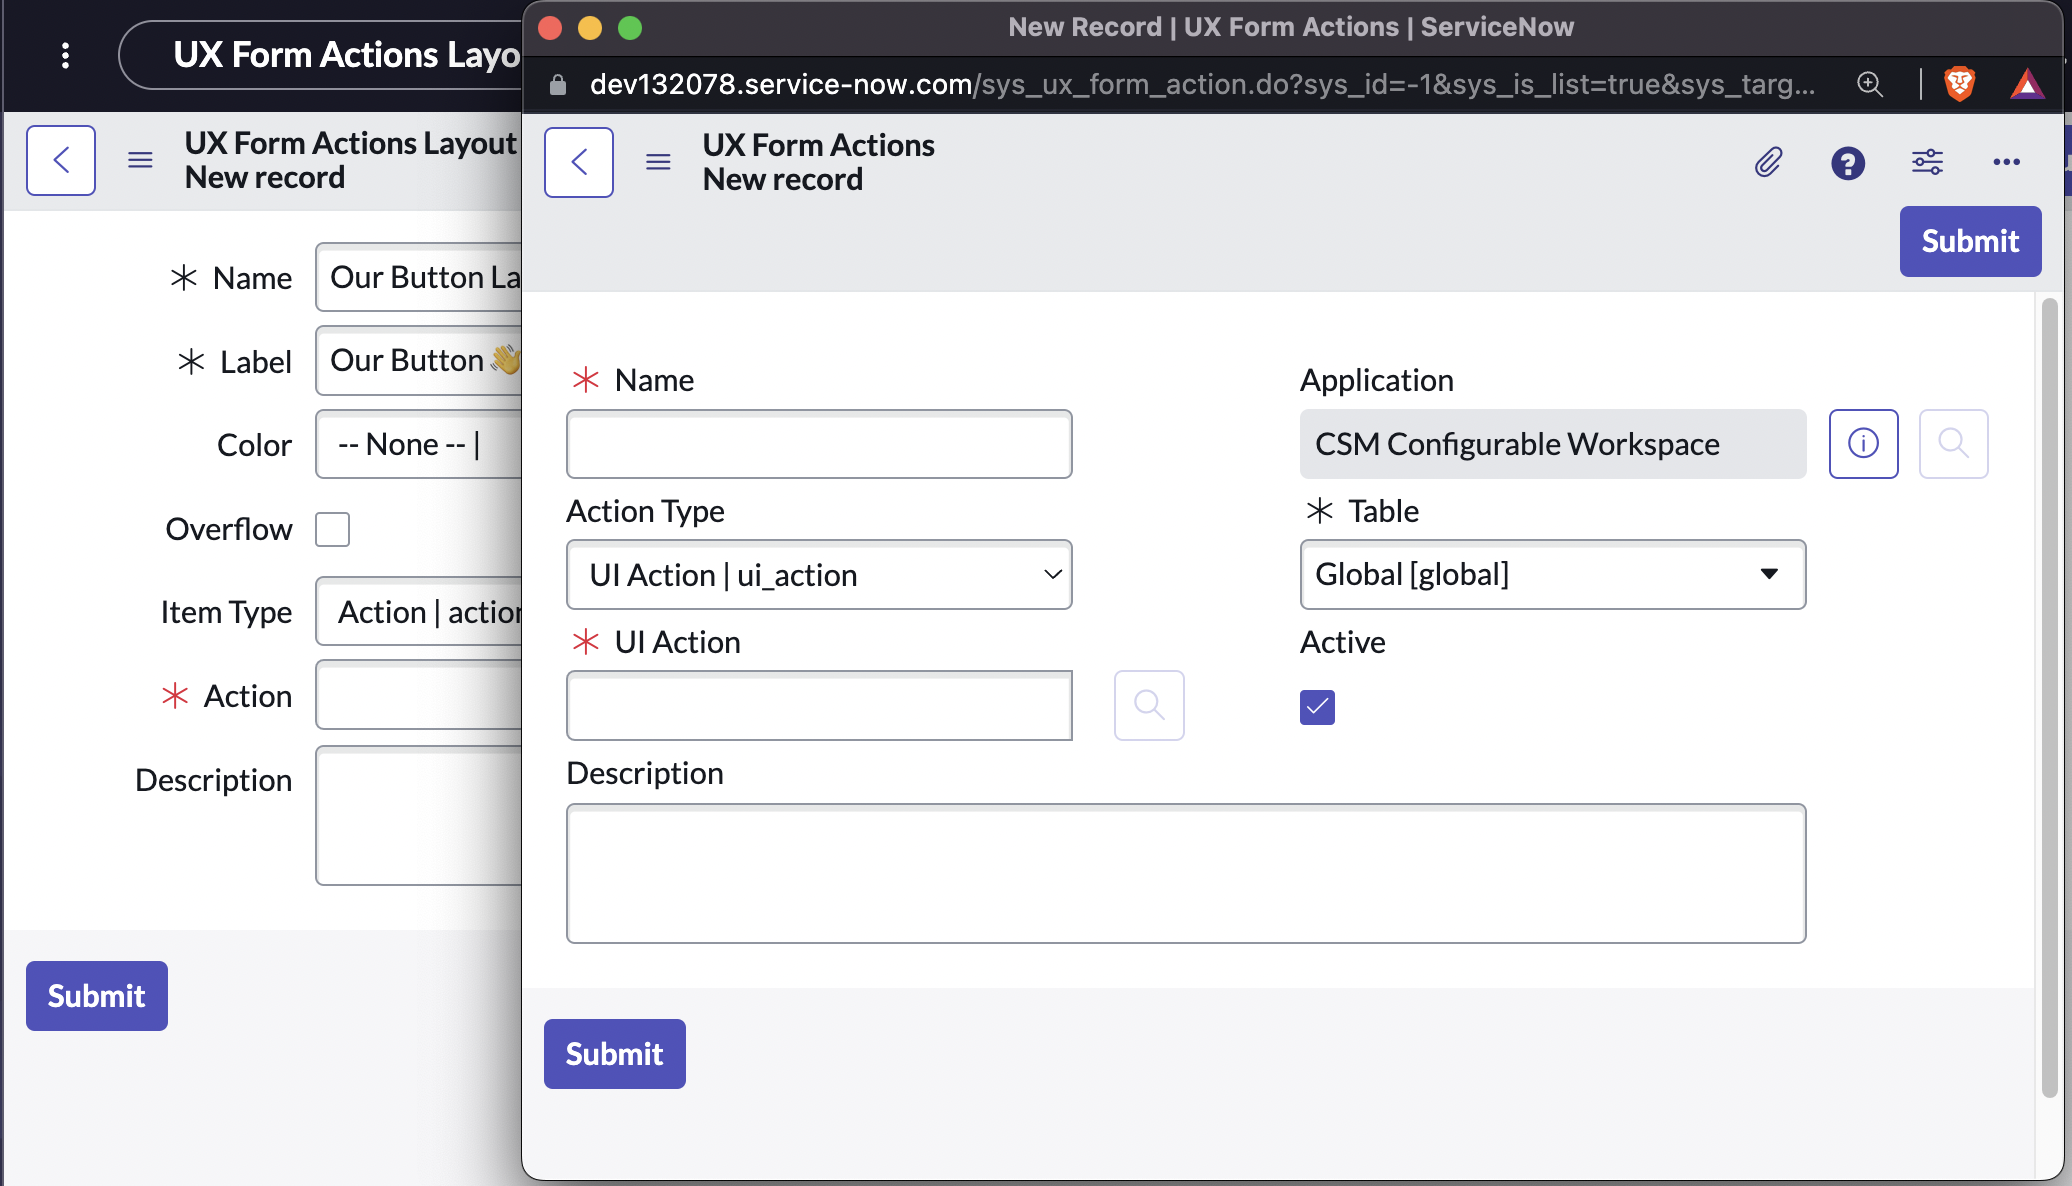 UX Form Actions Layo
UX Form Actions Layout
New record
Name
Our Button La
Label
Our Button 👋
Color
-- None -- |
Overflow
Item Type
Action | action
Action
Description
Submit
New Record | UX Form Actions | ServiceNow
dev132078.service-now.com/sys_ux_form_action.do?sys_id=-1&sys_is_list=true&sys_targ...
UX Form Actions
New record
Submit
Name
Application
CSM Configurable Workspace
Action Type
Table
UI Action | ui_action
Global [global]
UI Action
Active
Description
Submit